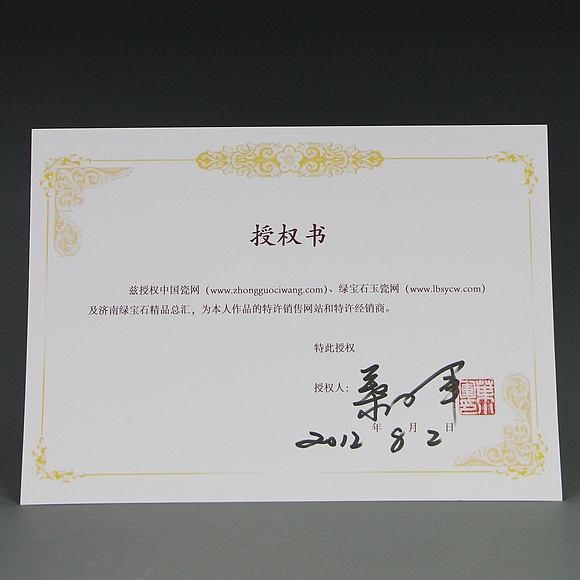 授权书
兹授权中国瓷网（www.zhongguociwang.com）、绿宝石玉瓷网（www.lbsycw.com）
及济南绿宝石精品总汇，为本人作品的特许销售网站和特许经销商。
特此授权
授权人：
2012年8月2日